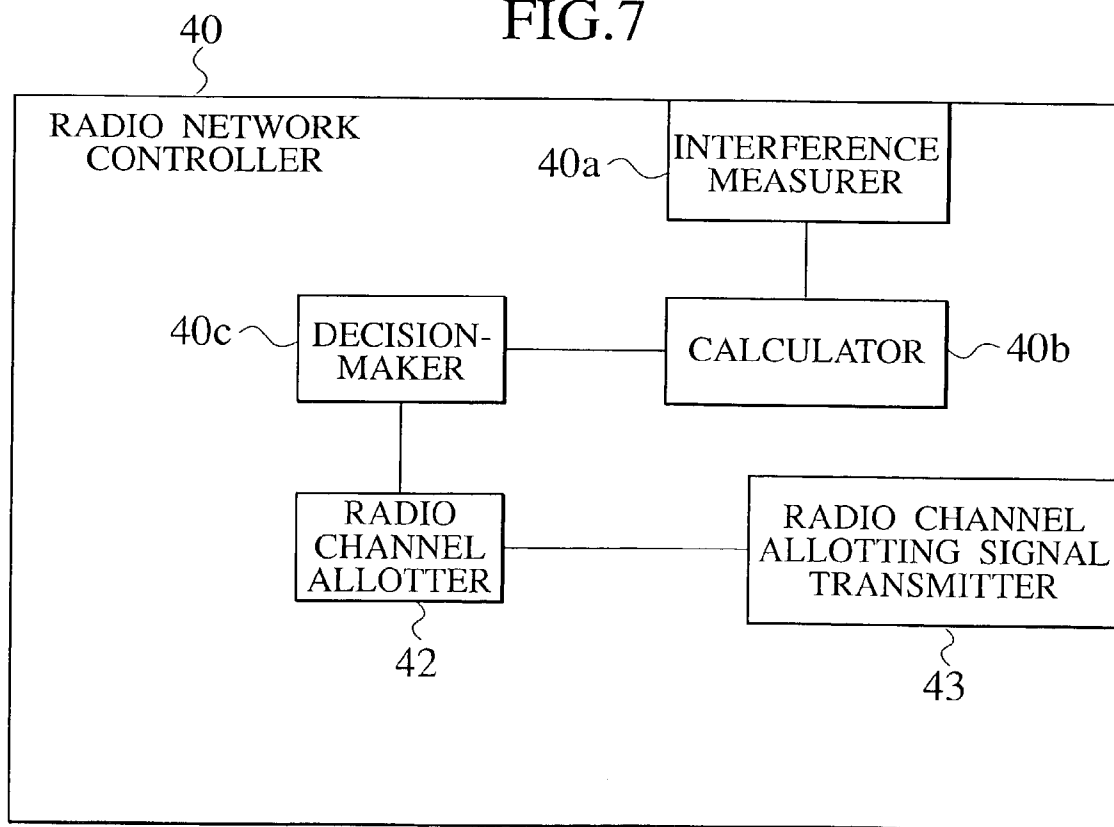 FIG.7
40
RADIO NETWORK
CONTROLLER
INTERFERENCE
MEASURER
40a
40c
DECISION-
MAKER
CALCULATOR
40b
RADIO
CHANNEL
ALLOTTER
RADIO CHANNEL
ALLOTTING SIGNAL
TRANSMITTER
42
43